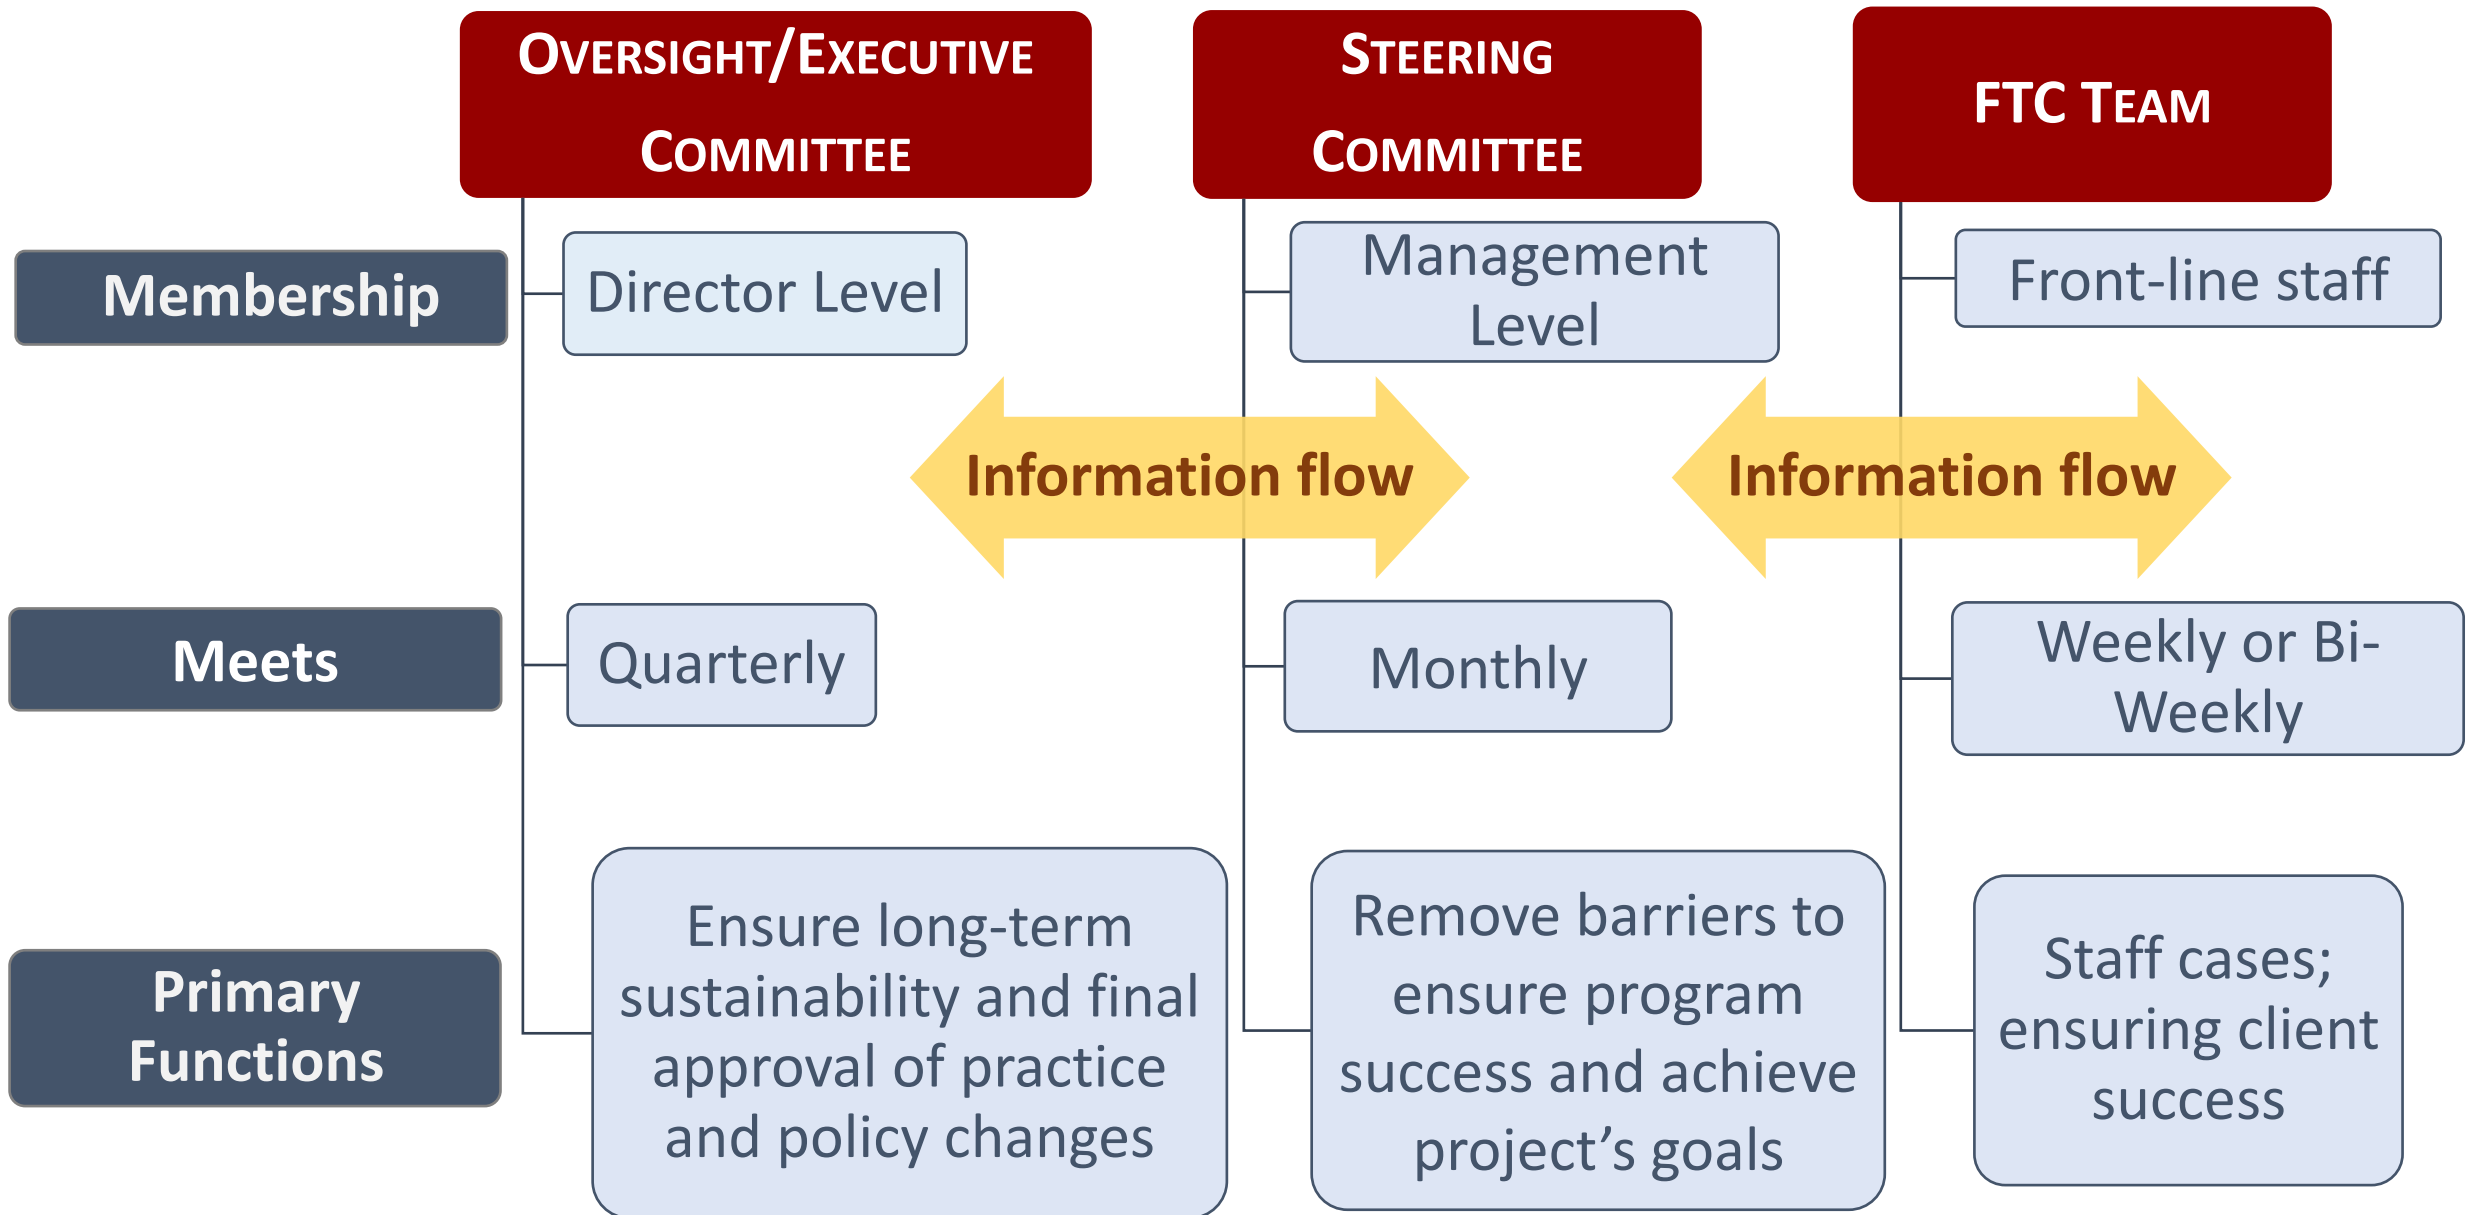 OVERSIGHT/EXECUTIVE
COMMITTEE
STEERING
COMMITTEE
FTC TEAM
Membership
Director Level
Management
Level
Front-line staff
Information flow
Information flow
Meets
Quarterly
Monthly
Weekly or Bi-
Weekly
Primary
Functions
Ensure long-term
sustainability and final
approval of practice
and policy changes
Remove barriers to
ensure program
success and achieve
project’s goals
Staff cases;
ensuring client
success